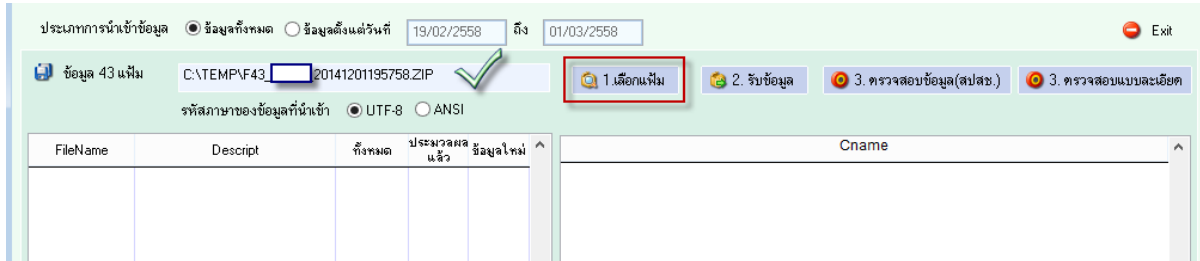 ประเภทการนำเข้าข้อมูล ข้อมูลทั้งหมด ข้อมูลตั้งแต่วันที่ 19/02/2558 ถึง 01/03/2558 Exit
ข้อมูล 43 แฟ้ม C:\TEMP\F43_ 20141201195758.ZIP 1.เลือกแฟ้ม 2. รับข้อมูล 3. ตรวจสอบข้อมูล(สปสช.) 3. ตรวจสอบแบบละเอียด
รหัสภาษาของข้อมูลที่นำเข้า UTF-8 ANSI
FileName Descript ทั้งหมด ประมวลผลแล้ว ข้อมูลใหม่ Cname